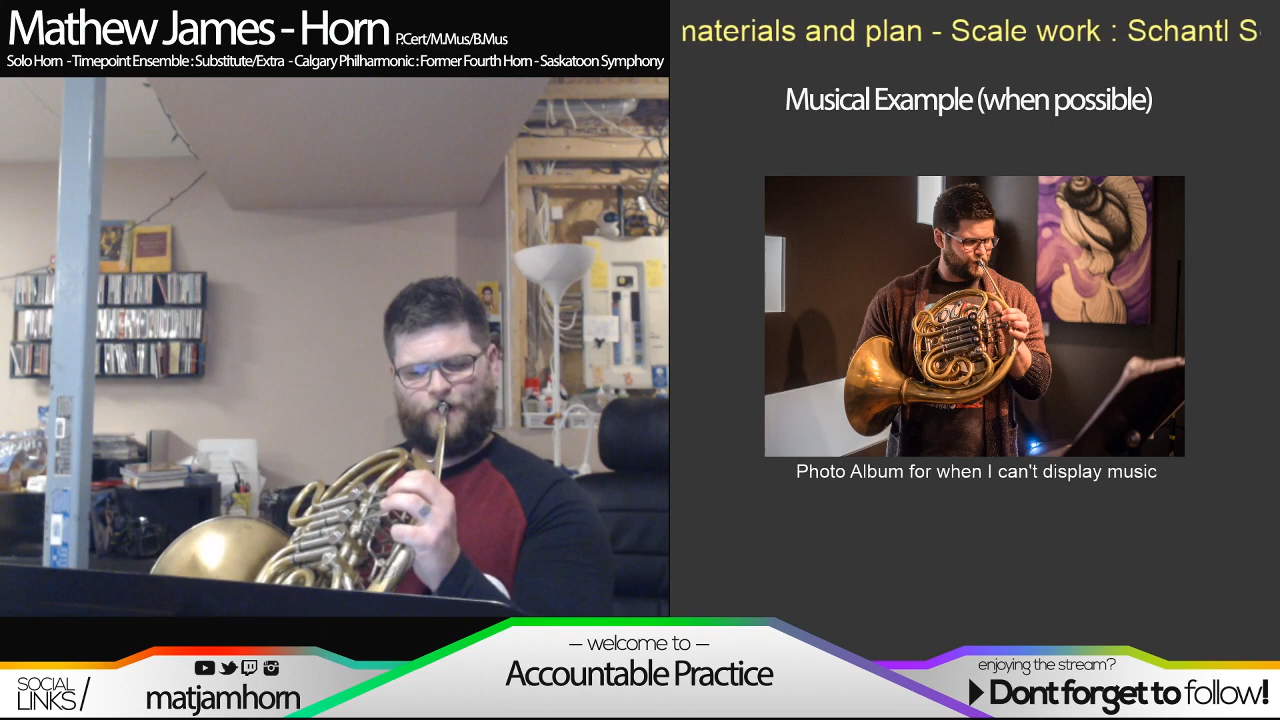 Mathew James - Horn P.Cert/M.Mus/B.Mus
Solo Horn - Timepoint Ensemble : Substitute/Extra - Calgary Philharmonic : Former Fourth Horn - Saskatoon Symphony
materials and plan - Scale work : Schantl S
Musical Example (when possible)
Photo Album for when I can't display music
— welcome to —
Accountable Practice
SOCIAL
LINKS /
matjamhorn
enjoying the stream?
Dont forget to follow!